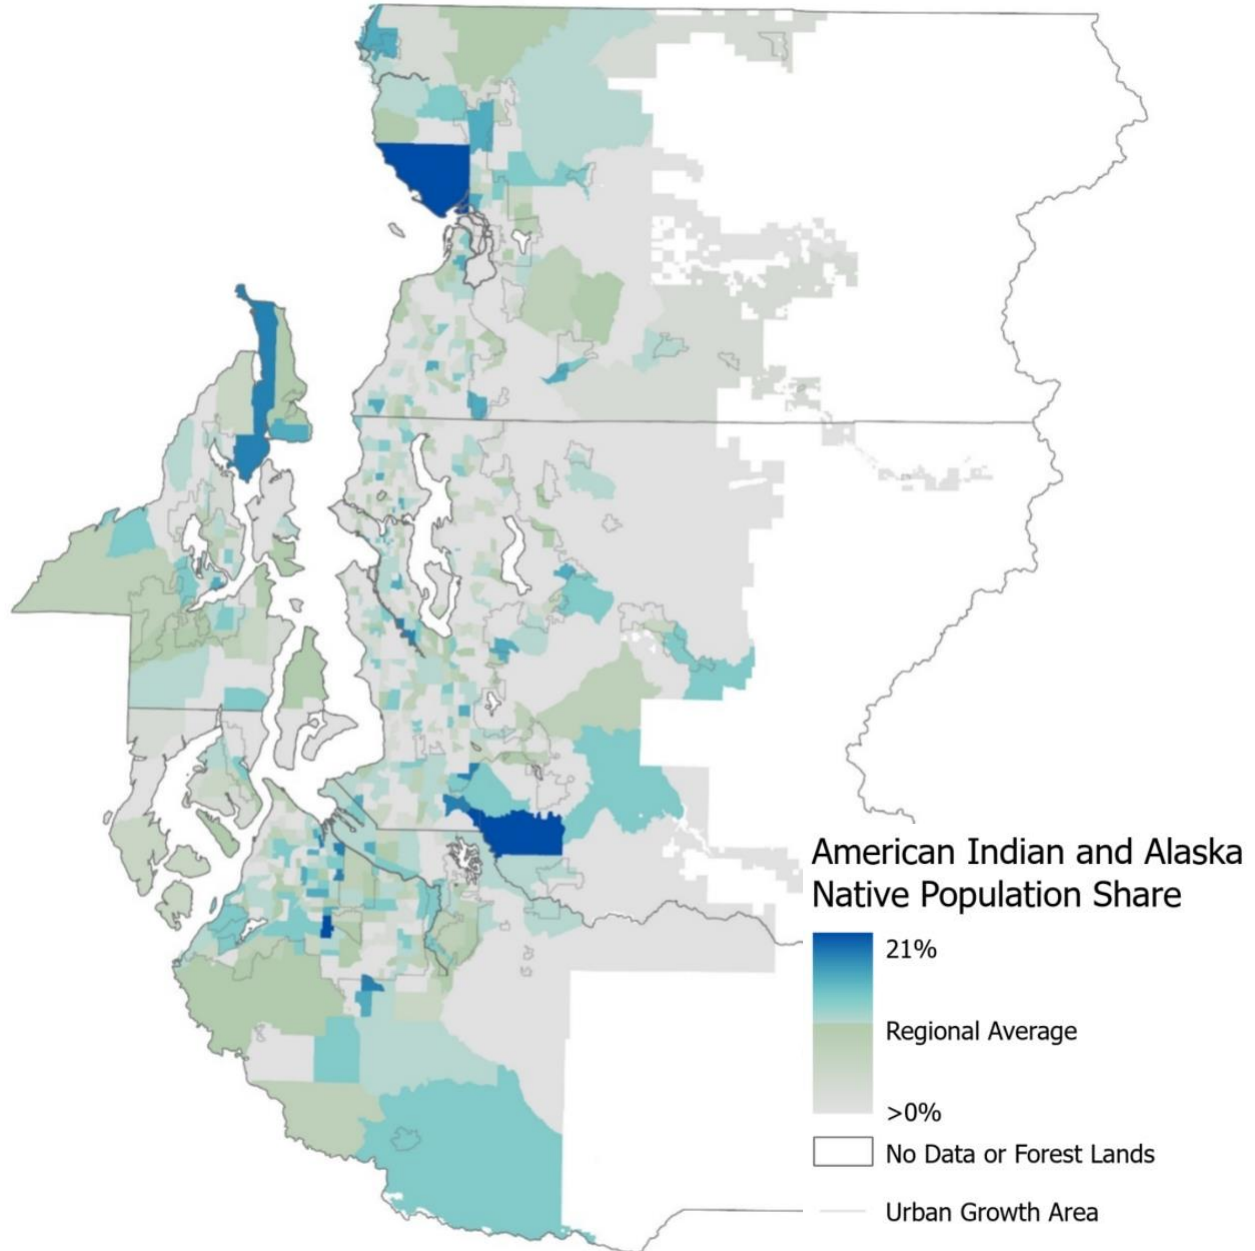 American Indian and Alaska
Native Population Share
21%
Regional Average
>0%
No Data or Forest Lands
Urban Growth Area